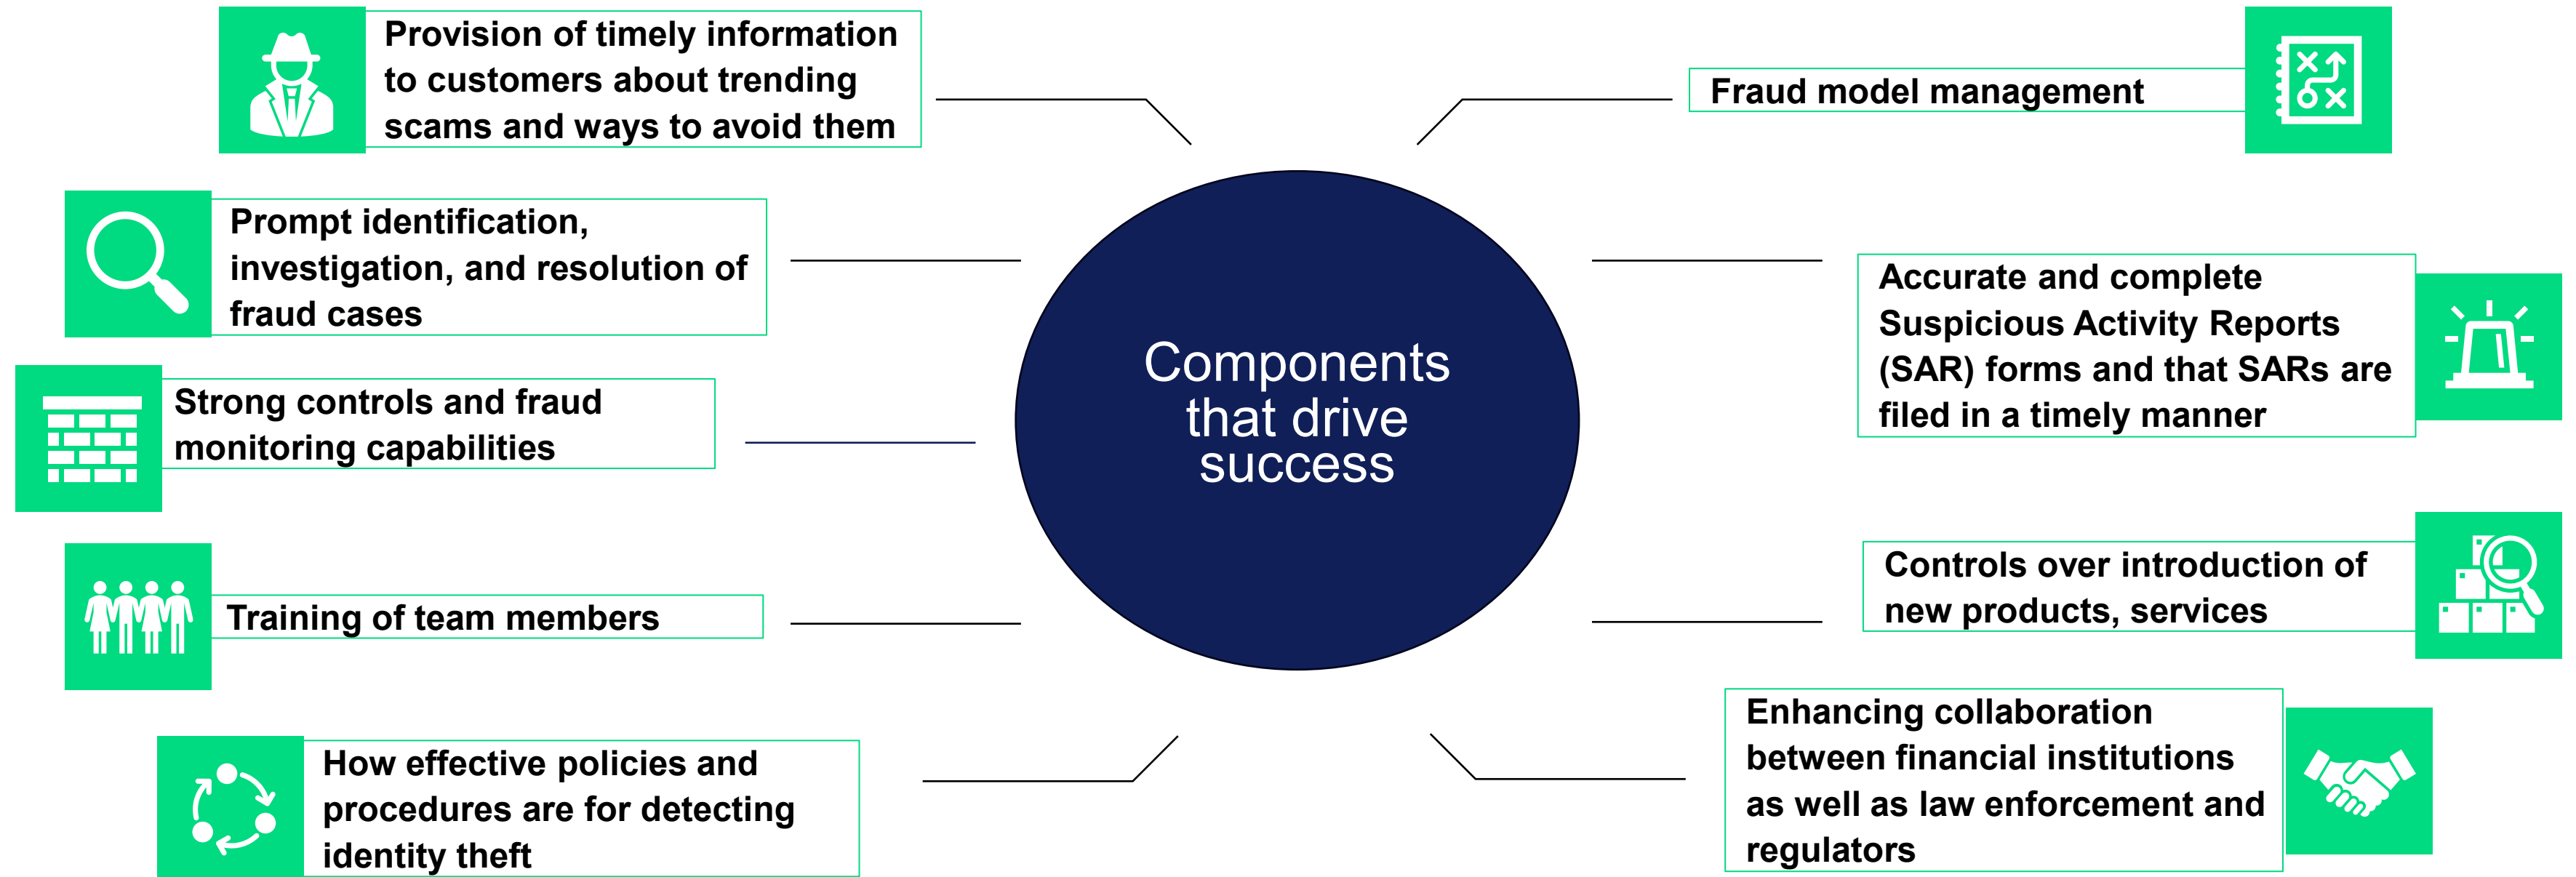 Provision of timely information
to customers about trending
scams and ways to avoid them
Prompt identification,
investigation, and resolution of
fraud cases
Strong controls and fraud
monitoring capabilities
Training of team members
How effective policies and
procedures are for detecting
identity theft
Components
that drive
success
Fraud model management
Accurate and complete
Suspicious Activity Reports
(SAR) forms and that SARs are
filed in a timely manner
Controls over introduction of
new products, services
Enhancing collaboration
between financial institutions
as well as law enforcement and
regulators